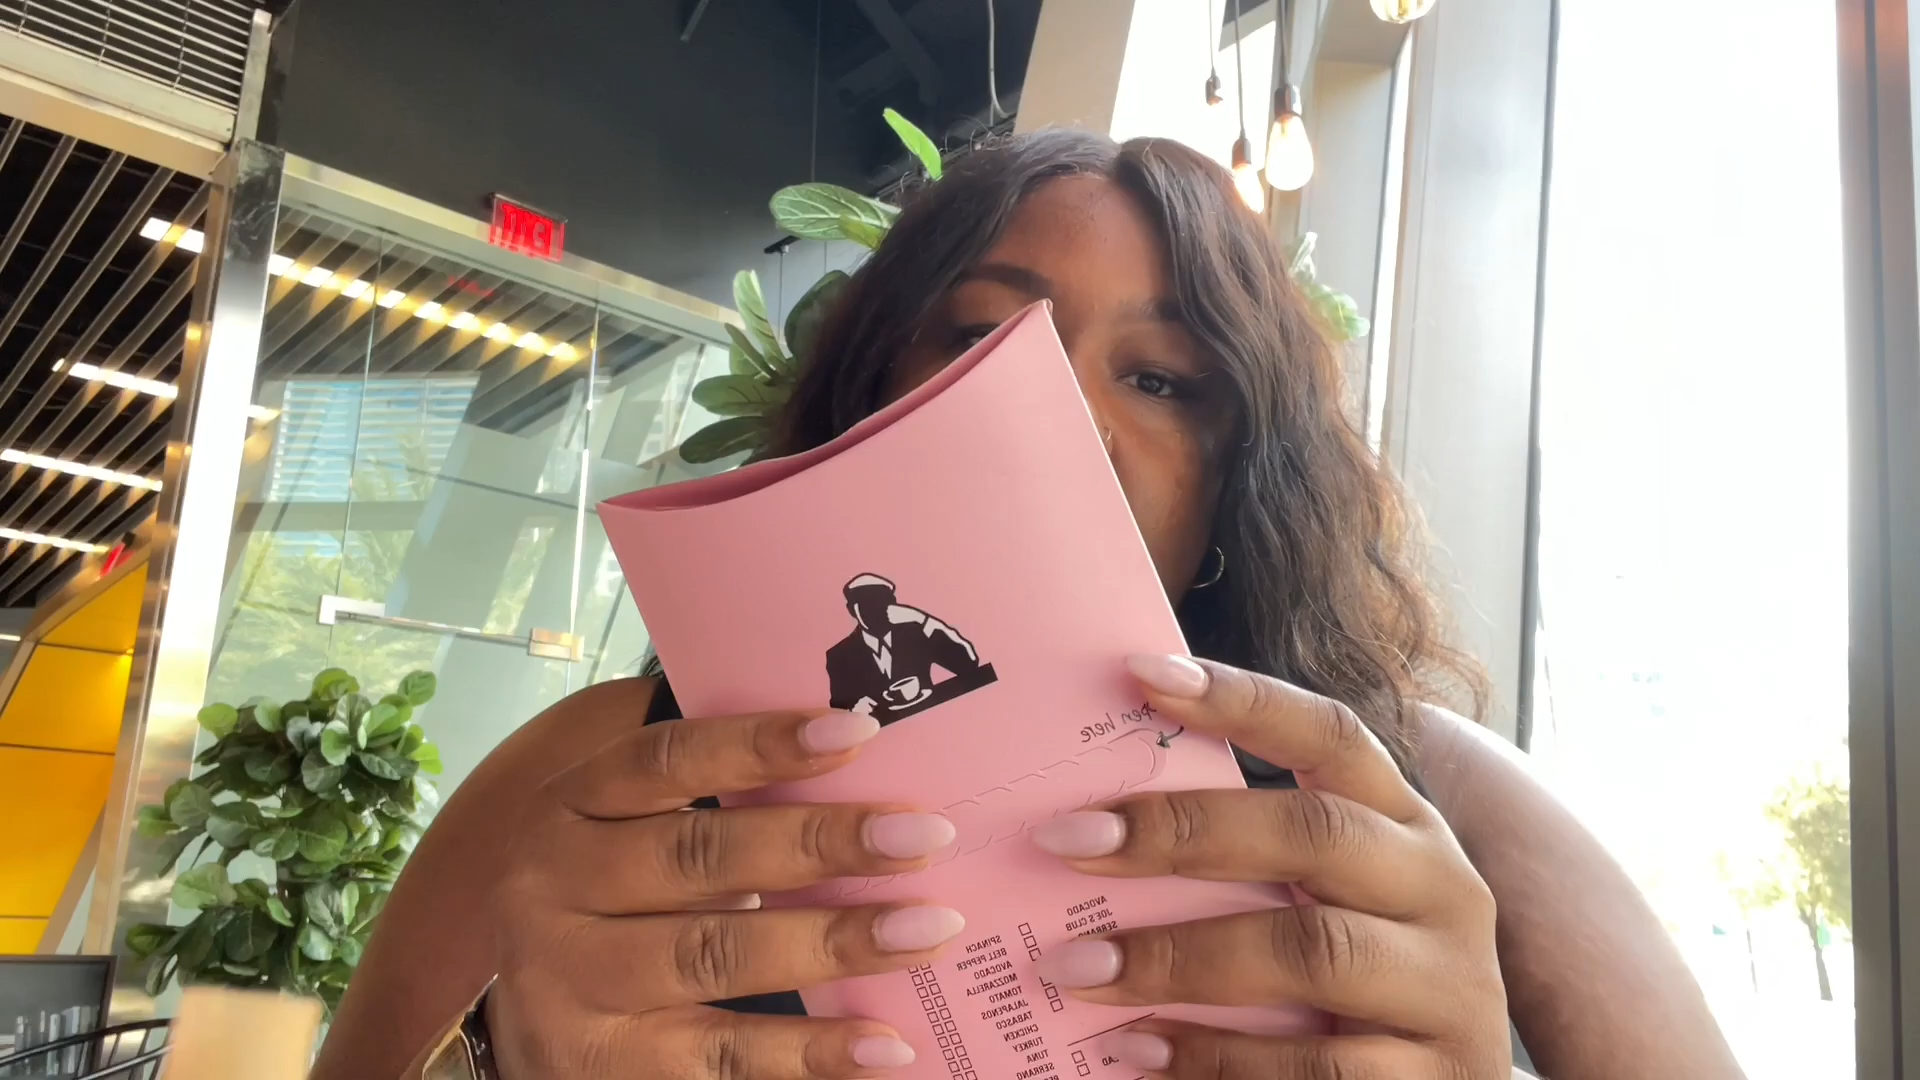 EXIT
open here
AVOCADO
JOE'S CLUB
SERRANO
SPINACH
BELL PEPPER
AVOCADO
MOZZARELLA
TOMATO
JALAPENOS
TABASCO
CHICKEN
TURKEY
TUNA
SERRANO